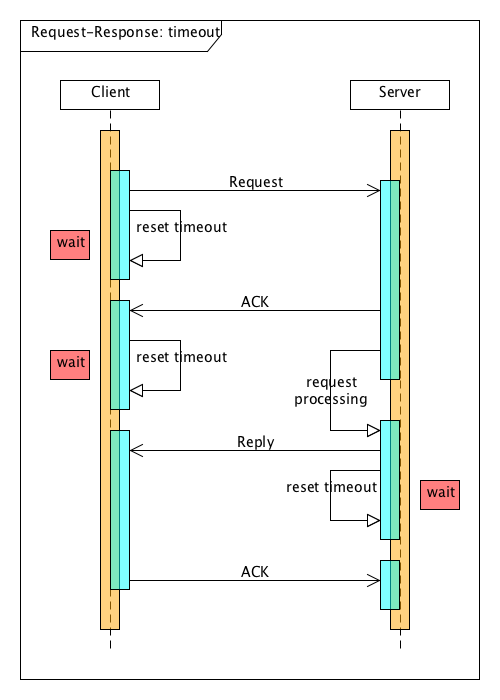 Request-Response: timeout
Client
Server
Request
reset timeout
wait
ACK
wait
reset timeout
request
processing
Reply
reset timeout
wait
ACK